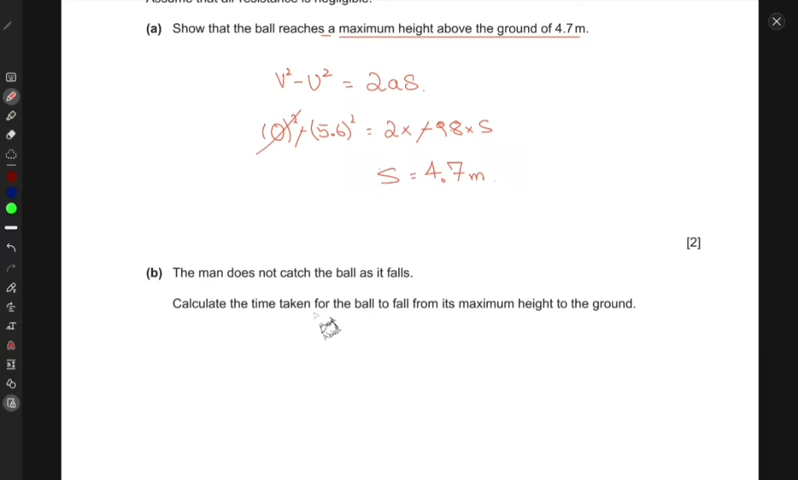 (a) Show that the ball reaches a maximum height above the ground of 4.7 m.
V² - U² = 2aS.
(0)² - (5.6)² = 2 x - 9.8 x S
S = 4.7 m
[2]
(b) The man does not catch the ball as it falls.
Calculate the time taken for the ball to fall from its maximum height to the ground.